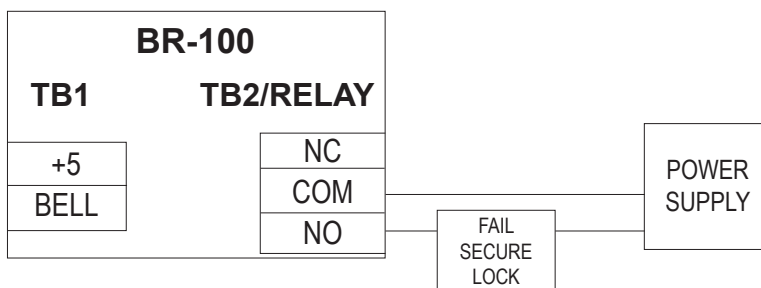 BR-100
TB1
TB2/RELAY
+5
BELL
NC
COM
NO
FAIL
SECURE
LOCK
POWER
SUPPLY